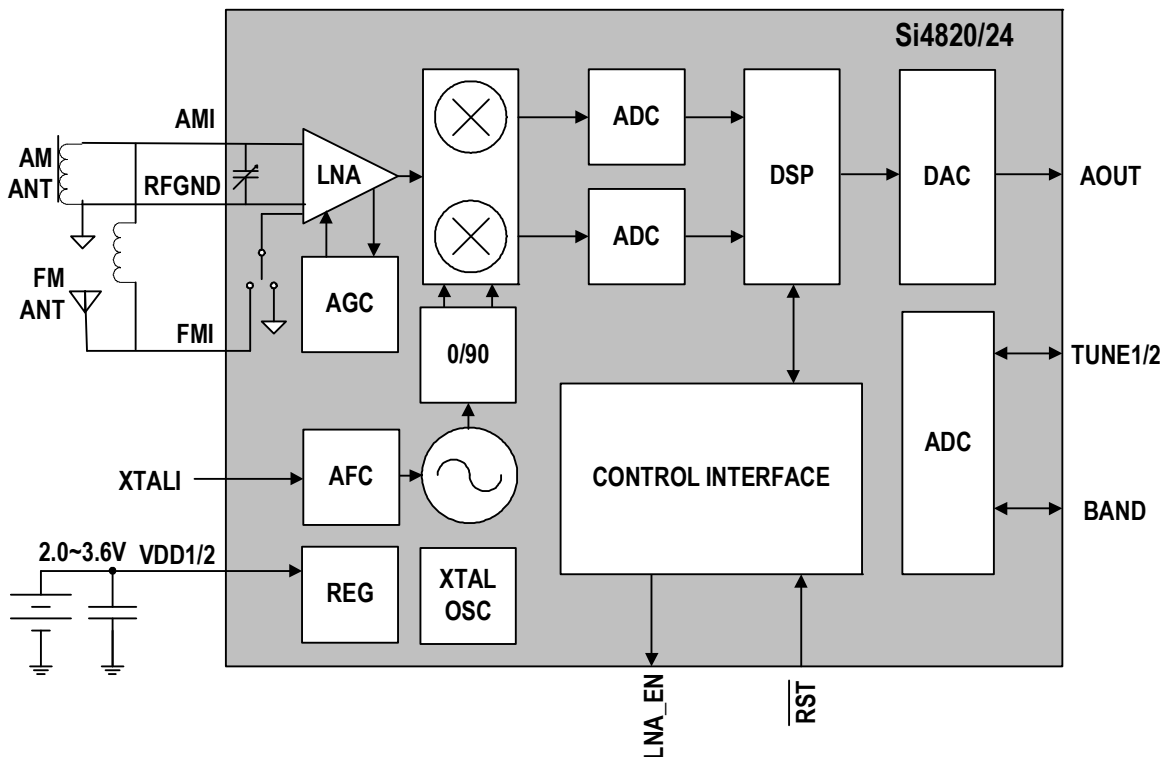 Si4820/24
AMI
AM
ANT
RFGND
LNA
ADC
DSP
DAC
AOUT
ADC
FM
ANT
FMI
AGC
0/90
TUNE1/2
ADC
BAND
XTALI
AFC
CONTROL INTERFACE
2.0~3.6V
VDD1/2
REG
XTAL
OSC
LNA_EN
RST